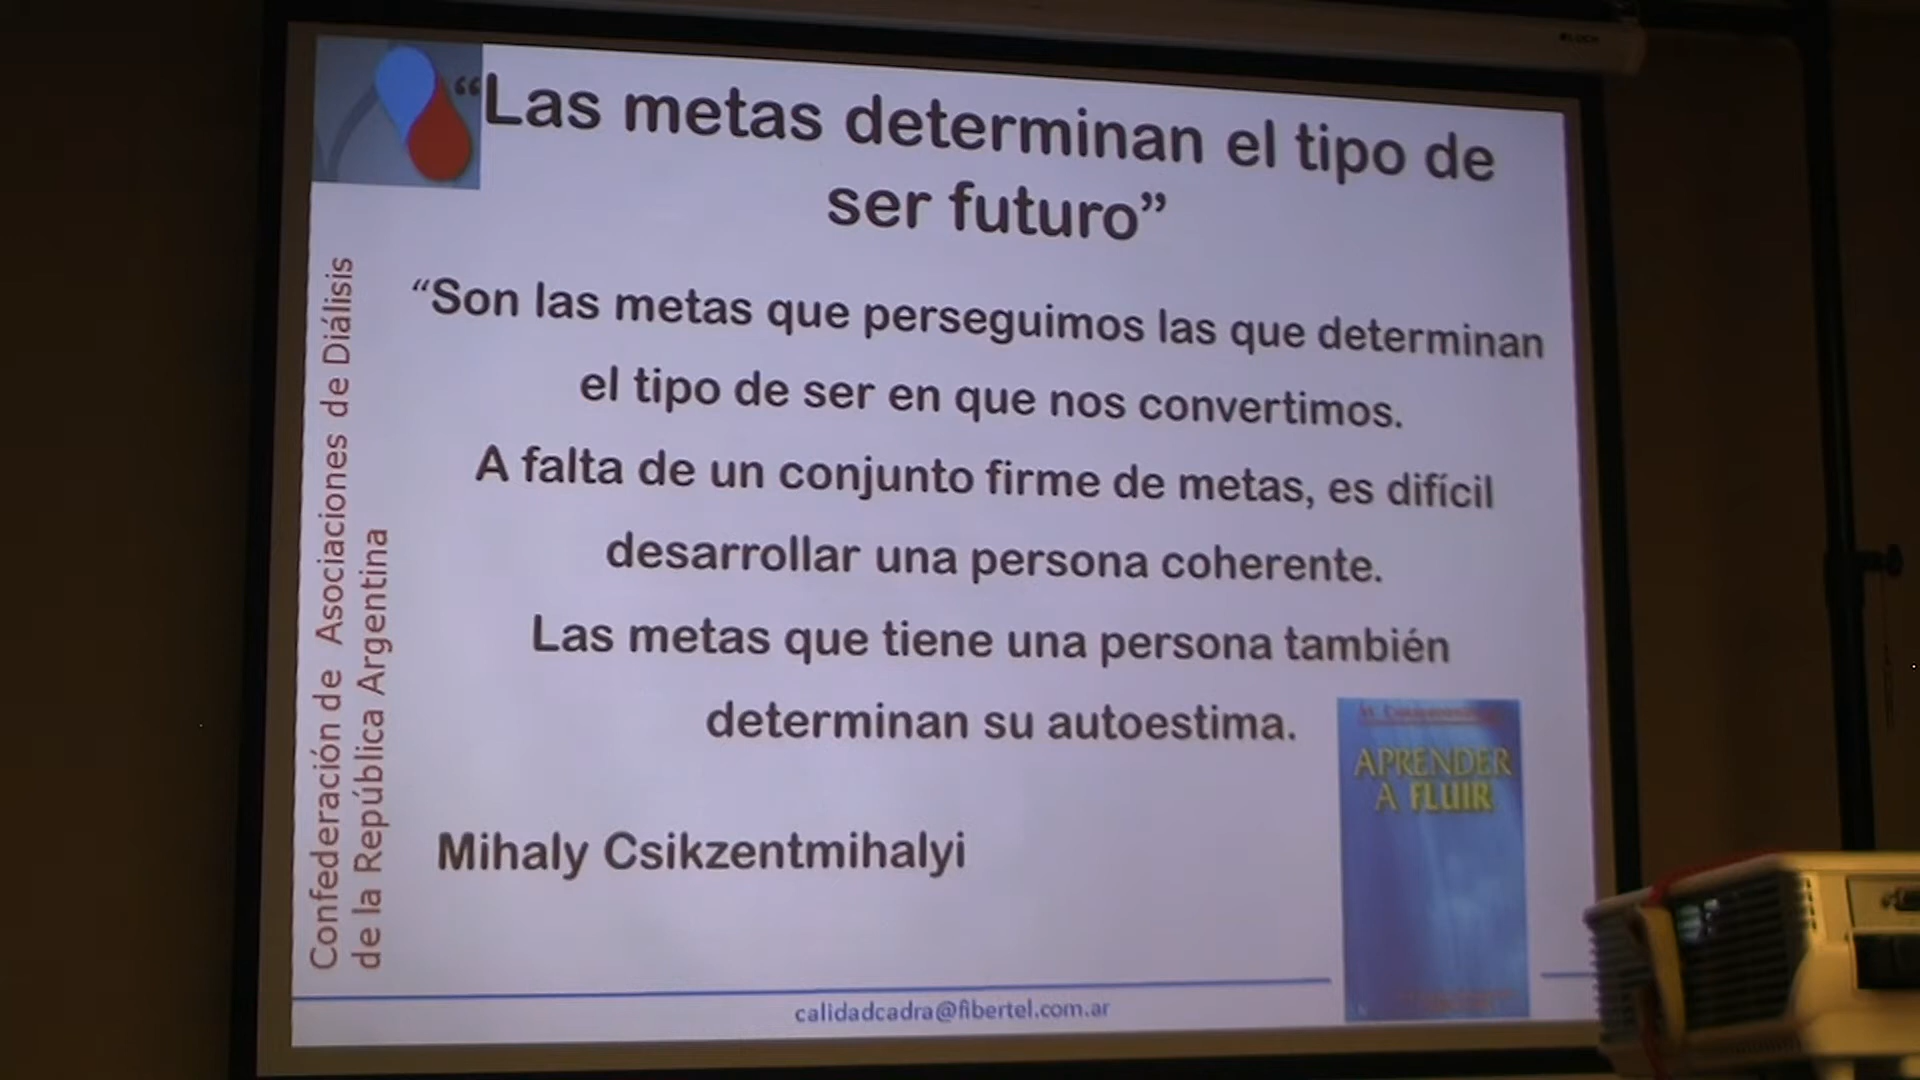 “Las metas determinan el tipo de
ser futuro”
“Son las metas que perseguimos las que determinan
el tipo de ser en que nos convertimos.
A falta de un conjunto firme de metas, es difícil
desarrollar una persona coherente.
Las metas que tiene una persona también
determinan su autoestima.
Mihaly Csikzentmihalyi
Confederación de Asociaciones de Diálisis
de la República Argentina
APRENDER
A FLUIR
calidadcadra@fibertel.com.ar